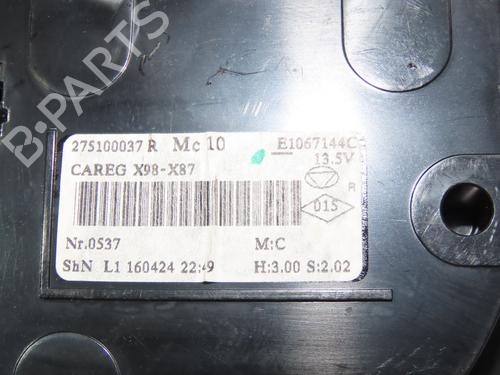 B-PARTS
275100037 R Mc 10 E1067144C
13.5V
CAREG X98-X87
R
015
Nr.0537 M:C
ShN L1 160424 22:49 H:3.00 S:2.02